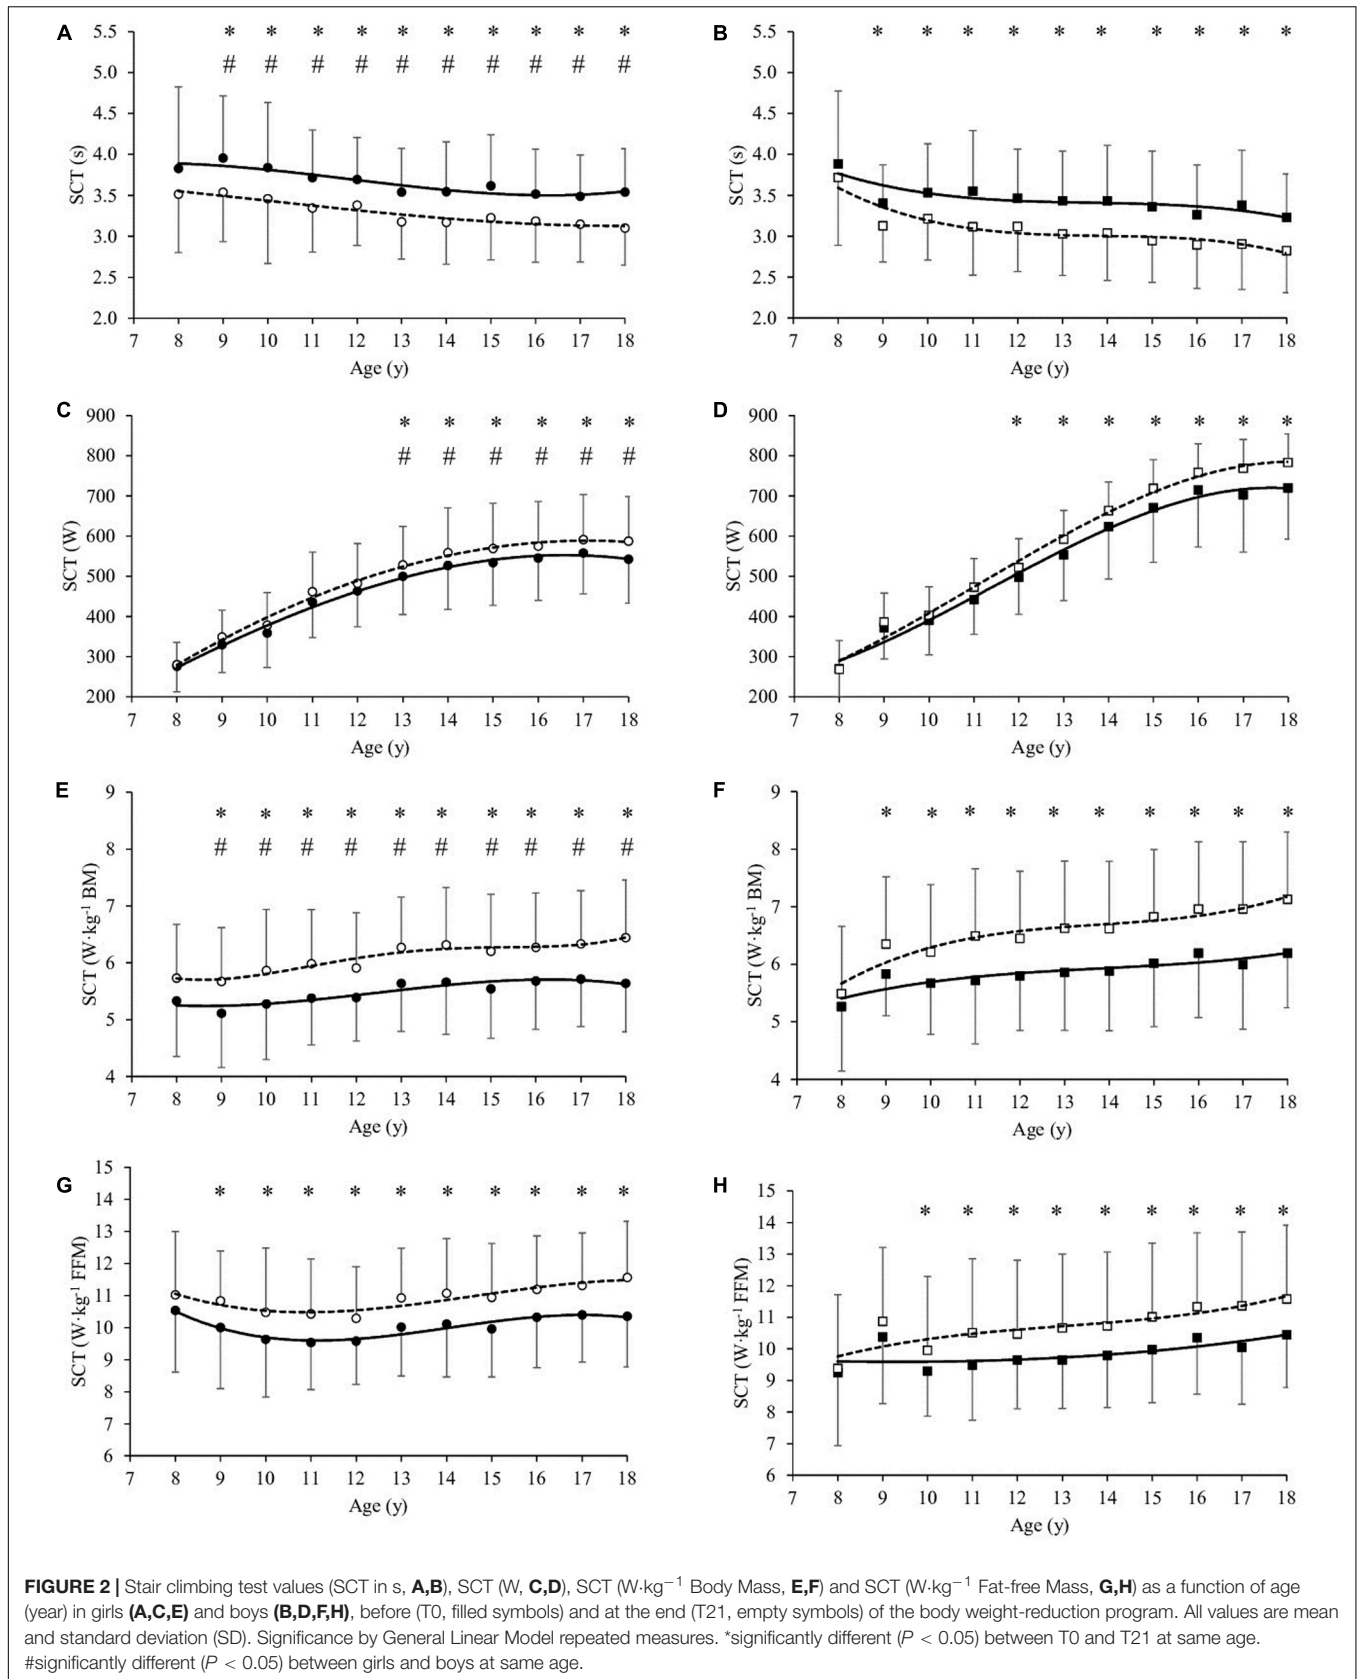 A
* * * * * * * * * *
# # # # # # # # # #
5.5
5.0
4.5
4.0
3.5
3.0
2.5
2.0
SCT (s)
7 8 9 10 11 12 13 14 15 16 17 18
Age (y)
B
* * * * * * * * * *
5.5
5.0
4.5
4.0
3.5
3.0
2.5
2.0
SCT (s)
7 8 9 10 11 12 13 14 15 16 17 18
Age (y)
C
* * * * * *
# # # # # #
900
800
700
600
500
400
300
200
SCT (W)
7 8 9 10 11 12 13 14 15 16 17 18
Age (y)
D
* * * * * * *
900
800
700
600
500
400
300
200
SCT (W)
7 8 9 10 11 12 13 14 15 16 17 18
Age (y)
E
* * * * * * * * * *
# # # # # # # # # #
9
8
7
6
5
4
SCT (W·kg⁻¹ BM)
7 8 9 10 11 12 13 14 15 16 17 18
Age (y)
F
* * * * * * * * * *
9
8
7
6
5
4
SCT (W·kg⁻¹ BM)
7 8 9 10 11 12 13 14 15 16 17 18
Age (y)
G
* * * * * * * * * *
15
14
13
12
11
10
9
8
7
6
SCT (W·kg⁻¹ FFM)
7 8 9 10 11 12 13 14 15 16 17 18
Age (y)
H
* * * * * * * * *
15
14
13
12
11
10
9
8
7
6
SCT (W·kg⁻¹ FFM)
7 8 9 10 11 12 13 14 15 16 17 18
Age (y)
FIGURE 2 | Stair climbing test values (SCT in s, A,B), SCT (W, C,D), SCT (W·kg⁻¹ Body Mass, E,F) and SCT (W·kg⁻¹ Fat-free Mass, G,H) as a function of age
(year) in girls (A,C,E) and boys (B,D,F,H), before (T0, filled symbols) and at the end (T21, empty symbols) of the body weight-reduction program. All values are mean
and standard deviation (SD). Significance by General Linear Model repeated measures. *significantly different (P < 0.05) between T0 and T21 at same age.
#significantly different (P < 0.05) between girls and boys at same age.